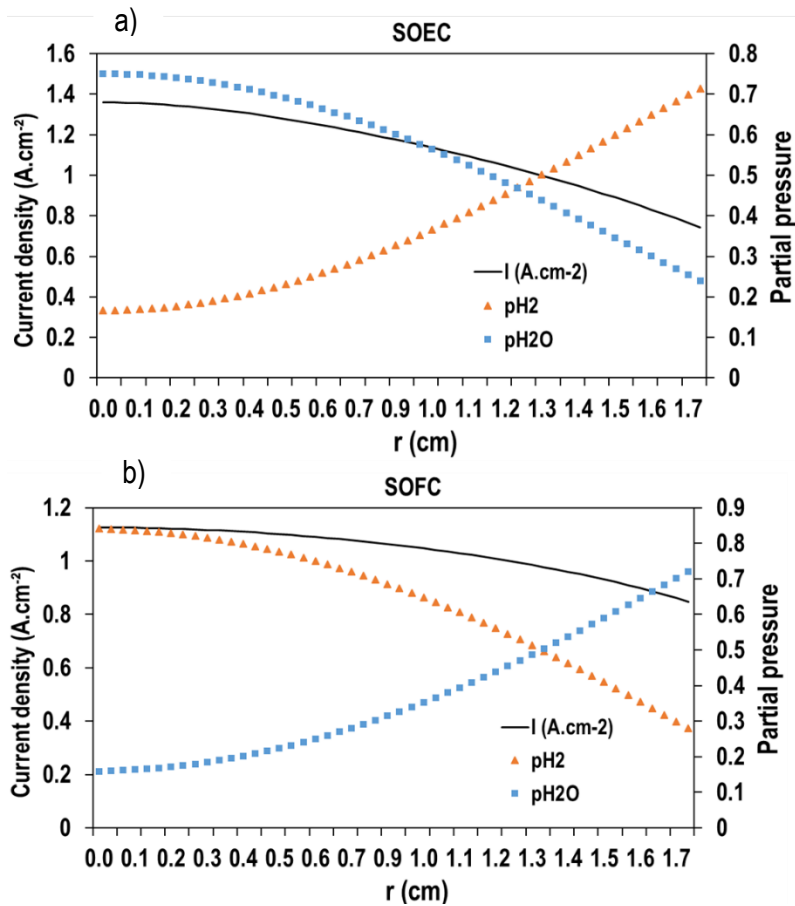 a)
SOEC
Current density (A.cm⁻²)
1.6
1.4
1.2
1
0.8
0.6
0.4
0.2
0
0.8
0.7
0.6
0.5
0.4
0.3
0.2
0.1
0
Partial pressure
I (A.cm-2)
pH2
pH2O
0.0 0.1 0.2 0.3 0.4 0.5 0.6 0.7 0.8 0.9 1.0 1.1 1.2 1.3 1.4 1.5 1.6 1.7
r (cm)
b)
SOFC
Current density (A.cm⁻²)
1.2
1
0.8
0.6
0.4
0.2
0
0.9
0.8
0.7
0.6
0.5
0.4
0.3
0.2
0.1
0
Partial pressure
I (A.cm-2)
pH2
pH2O
0.0 0.1 0.2 0.3 0.4 0.5 0.6 0.7 0.9 1.0 1.1 1.2 1.3 1.4 1.5 1.6 1.7
r (cm)